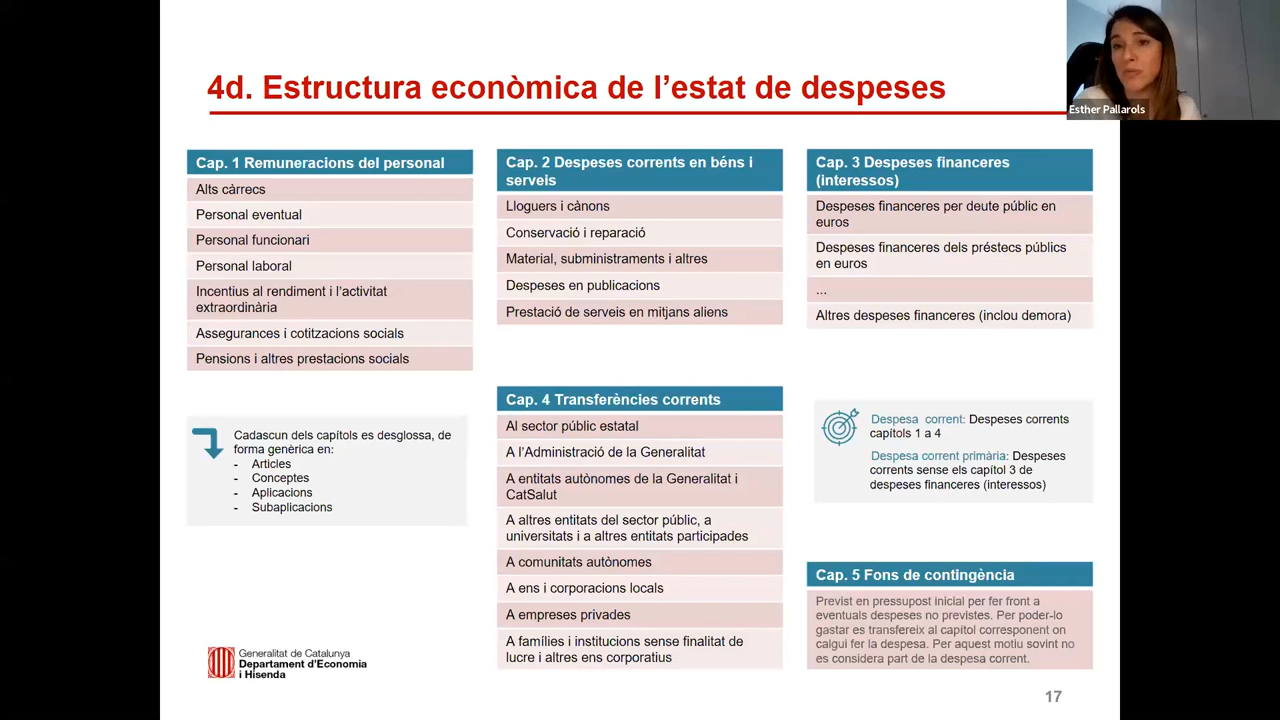 4d. Estructura econòmica de l'estat de despeses
Esther Pallarols
Cap. 1 Remuneracions del personal
Alts càrrecs
Personal eventual
Personal funcionari
Personal laboral
Incentius al rendiment i l'activitat
extraordinària
Assegurances i cotitzacions socials
Pensions i altres prestacions socials
Cadascun dels capítols es desglossa, de
forma genèrica en:
- Articles
- Conceptes
- Aplicacions
- Subaplicacions
Cap. 2 Despeses corrents en béns i
serveis
Lloguers i cànons
Conservació i reparació
Material, subministraments i altres
Despeses en publicacions
Prestació de serveis en mitjans aliens
Cap. 4 Transferències corrents
Al sector públic estatal
A l'Administració de la Generalitat
A entitats autònomes de la Generalitat i
CatSalut
A altres entitats del sector públic, a
universitats i a altres entitats participades
A comunitats autònomes
A ens i corporacions locals
A empreses privades
A famílies i institucions sense finalitat de
lucre i altres ens corporatius
Cap. 3 Despeses financeres
(interessos)
Despeses financeres per deute públic en
euros
Despeses financeres dels préstecs públics
en euros
...
Altres despeses financeres (inclou demora)
Despesa corrent: Despeses corrents
capítols 1 a 4
Despesa corrent primària: Despeses
corrents sense els capítol 3 de
despeses financeres (interessos)
Cap. 5 Fons de contingència
Previst en pressupost inicial per fer front a
eventuals despeses no previstes. Per poder-lo
gastar es transfereix al capítol corresponent on
calgui fer la despesa. Per aquest motiu sovint no
es considera part de la despesa corrent.
Generalitat de Catalunya
Departament d'Economia
i Hisenda
17